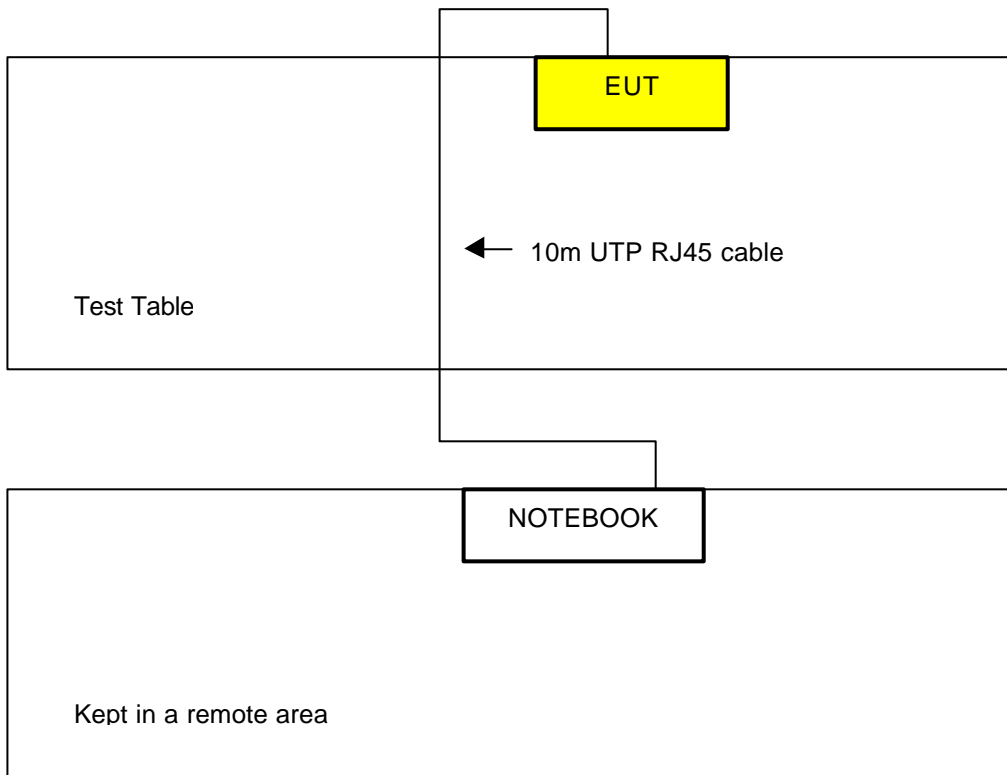 EUT
10m UTP RJ45 cable
Test Table
NOTEBOOK
Kept in a remote area